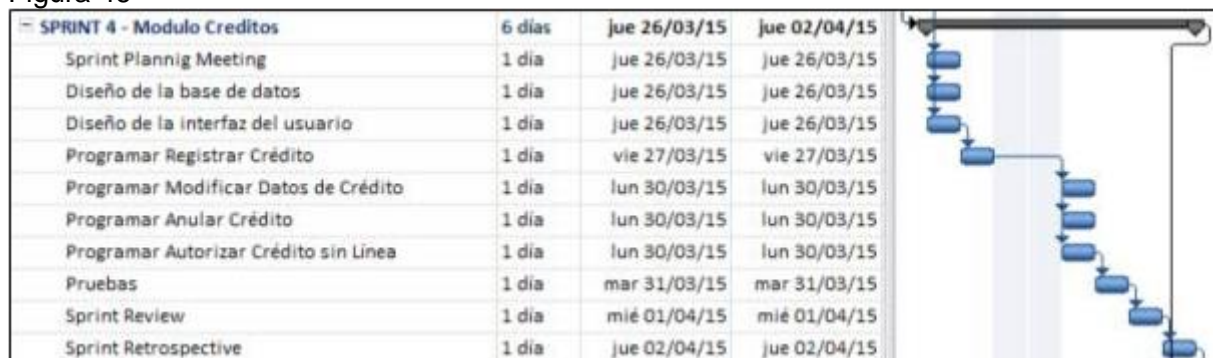 SPRINT 4 - Modulo Creditos 6 días jue 26/03/15 jue 02/04/15
Sprint Plannig Meeting 1 día jue 26/03/15 jue 26/03/15
Diseño de la base de datos 1 día jue 26/03/15 jue 26/03/15
Diseño de la interfaz del usuario 1 día jue 26/03/15 jue 26/03/15
Programar Registrar Crédito 1 día vie 27/03/15 vie 27/03/15
Programar Modificar Datos de Crédito 1 día lun 30/03/15 lun 30/03/15
Programar Anular Crédito 1 día lun 30/03/15 lun 30/03/15
Programar Autorizar Crédito sin Línea 1 día lun 30/03/15 lun 30/03/15
Pruebas 1 día mar 31/03/15 mar 31/03/15
Sprint Review 1 día mié 01/04/15 mié 01/04/15
Sprint Retrospective 1 día jue 02/04/15 jue 02/04/15